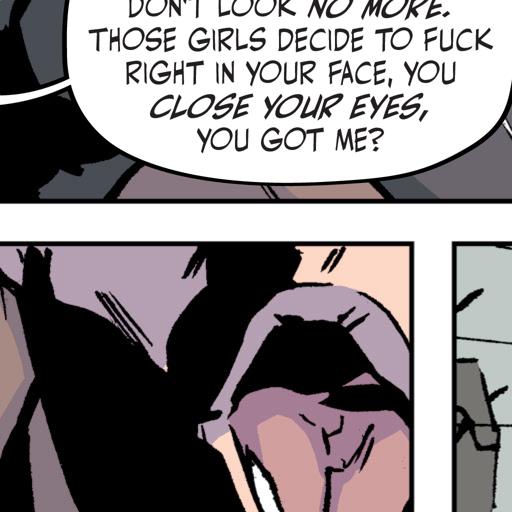 DON'T LOOK NO MORE.
THOSE GIRLS DECIDE TO FUCK
RIGHT IN YOUR FACE, YOU
CLOSE YOUR EYES,
YOU GOT ME?